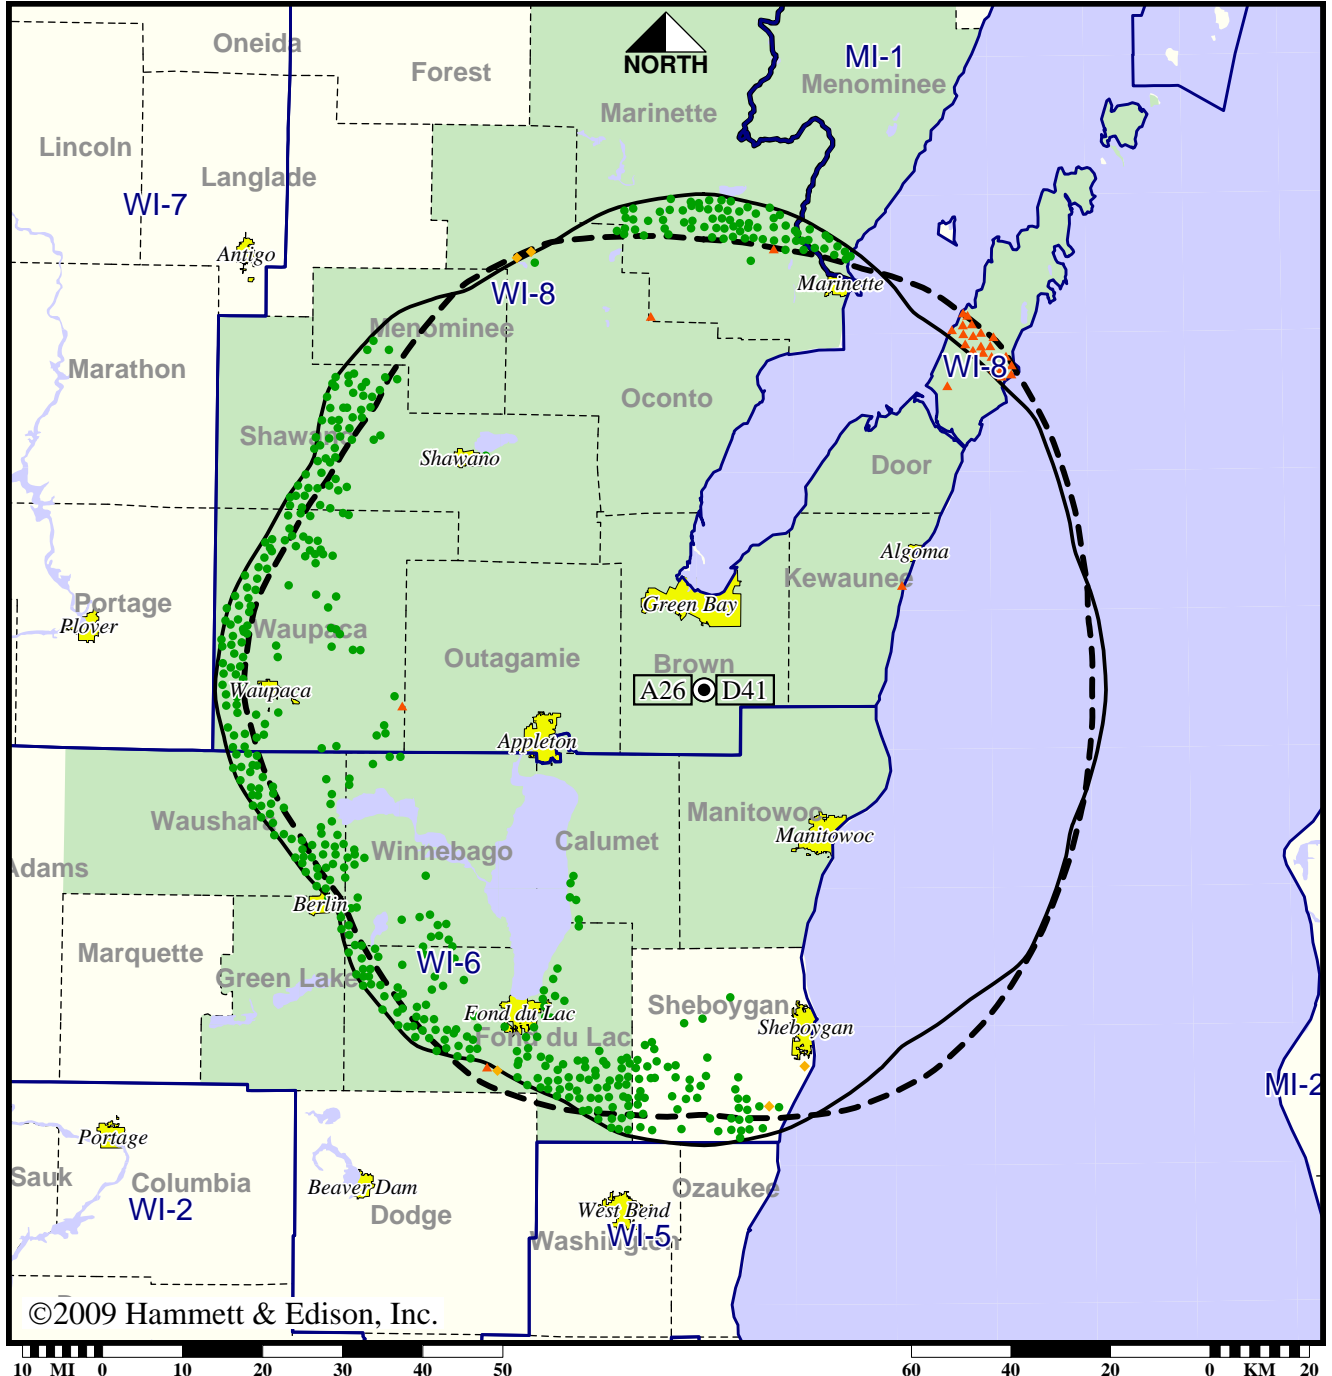 Oneida
Forest
MI-1
Menominee
NORTH
Marinette
Lincoln
Langlade
WI-7
Antigo
WI-8
Marinette
Menominee
Marathon
WI-8
Oconto
Shawano
Shawano
Door
Algoma
Kewaunee
Portage
Plover
Green Bay
Waupaca
Outagamie
Brown
A26
D41
Waupaca
Appleton
Waushara
Manitowoc
Manitowoc
Calumet
Winnebago
Adams
Berlin
Marquette
WI-6
Green Lake
Sheboygan
Fond du Lac
Sheboygan
Fond du Lac
MI-2
Portage
Sauk
Columbia
Beaver Dam
Ozaukee
WI-2
Dodge
West Bend
WI-5
Washington
©2009 Hammett & Edison, Inc.
10 MI 0 10 20 30 40 50
60 40 20 0 KM 20